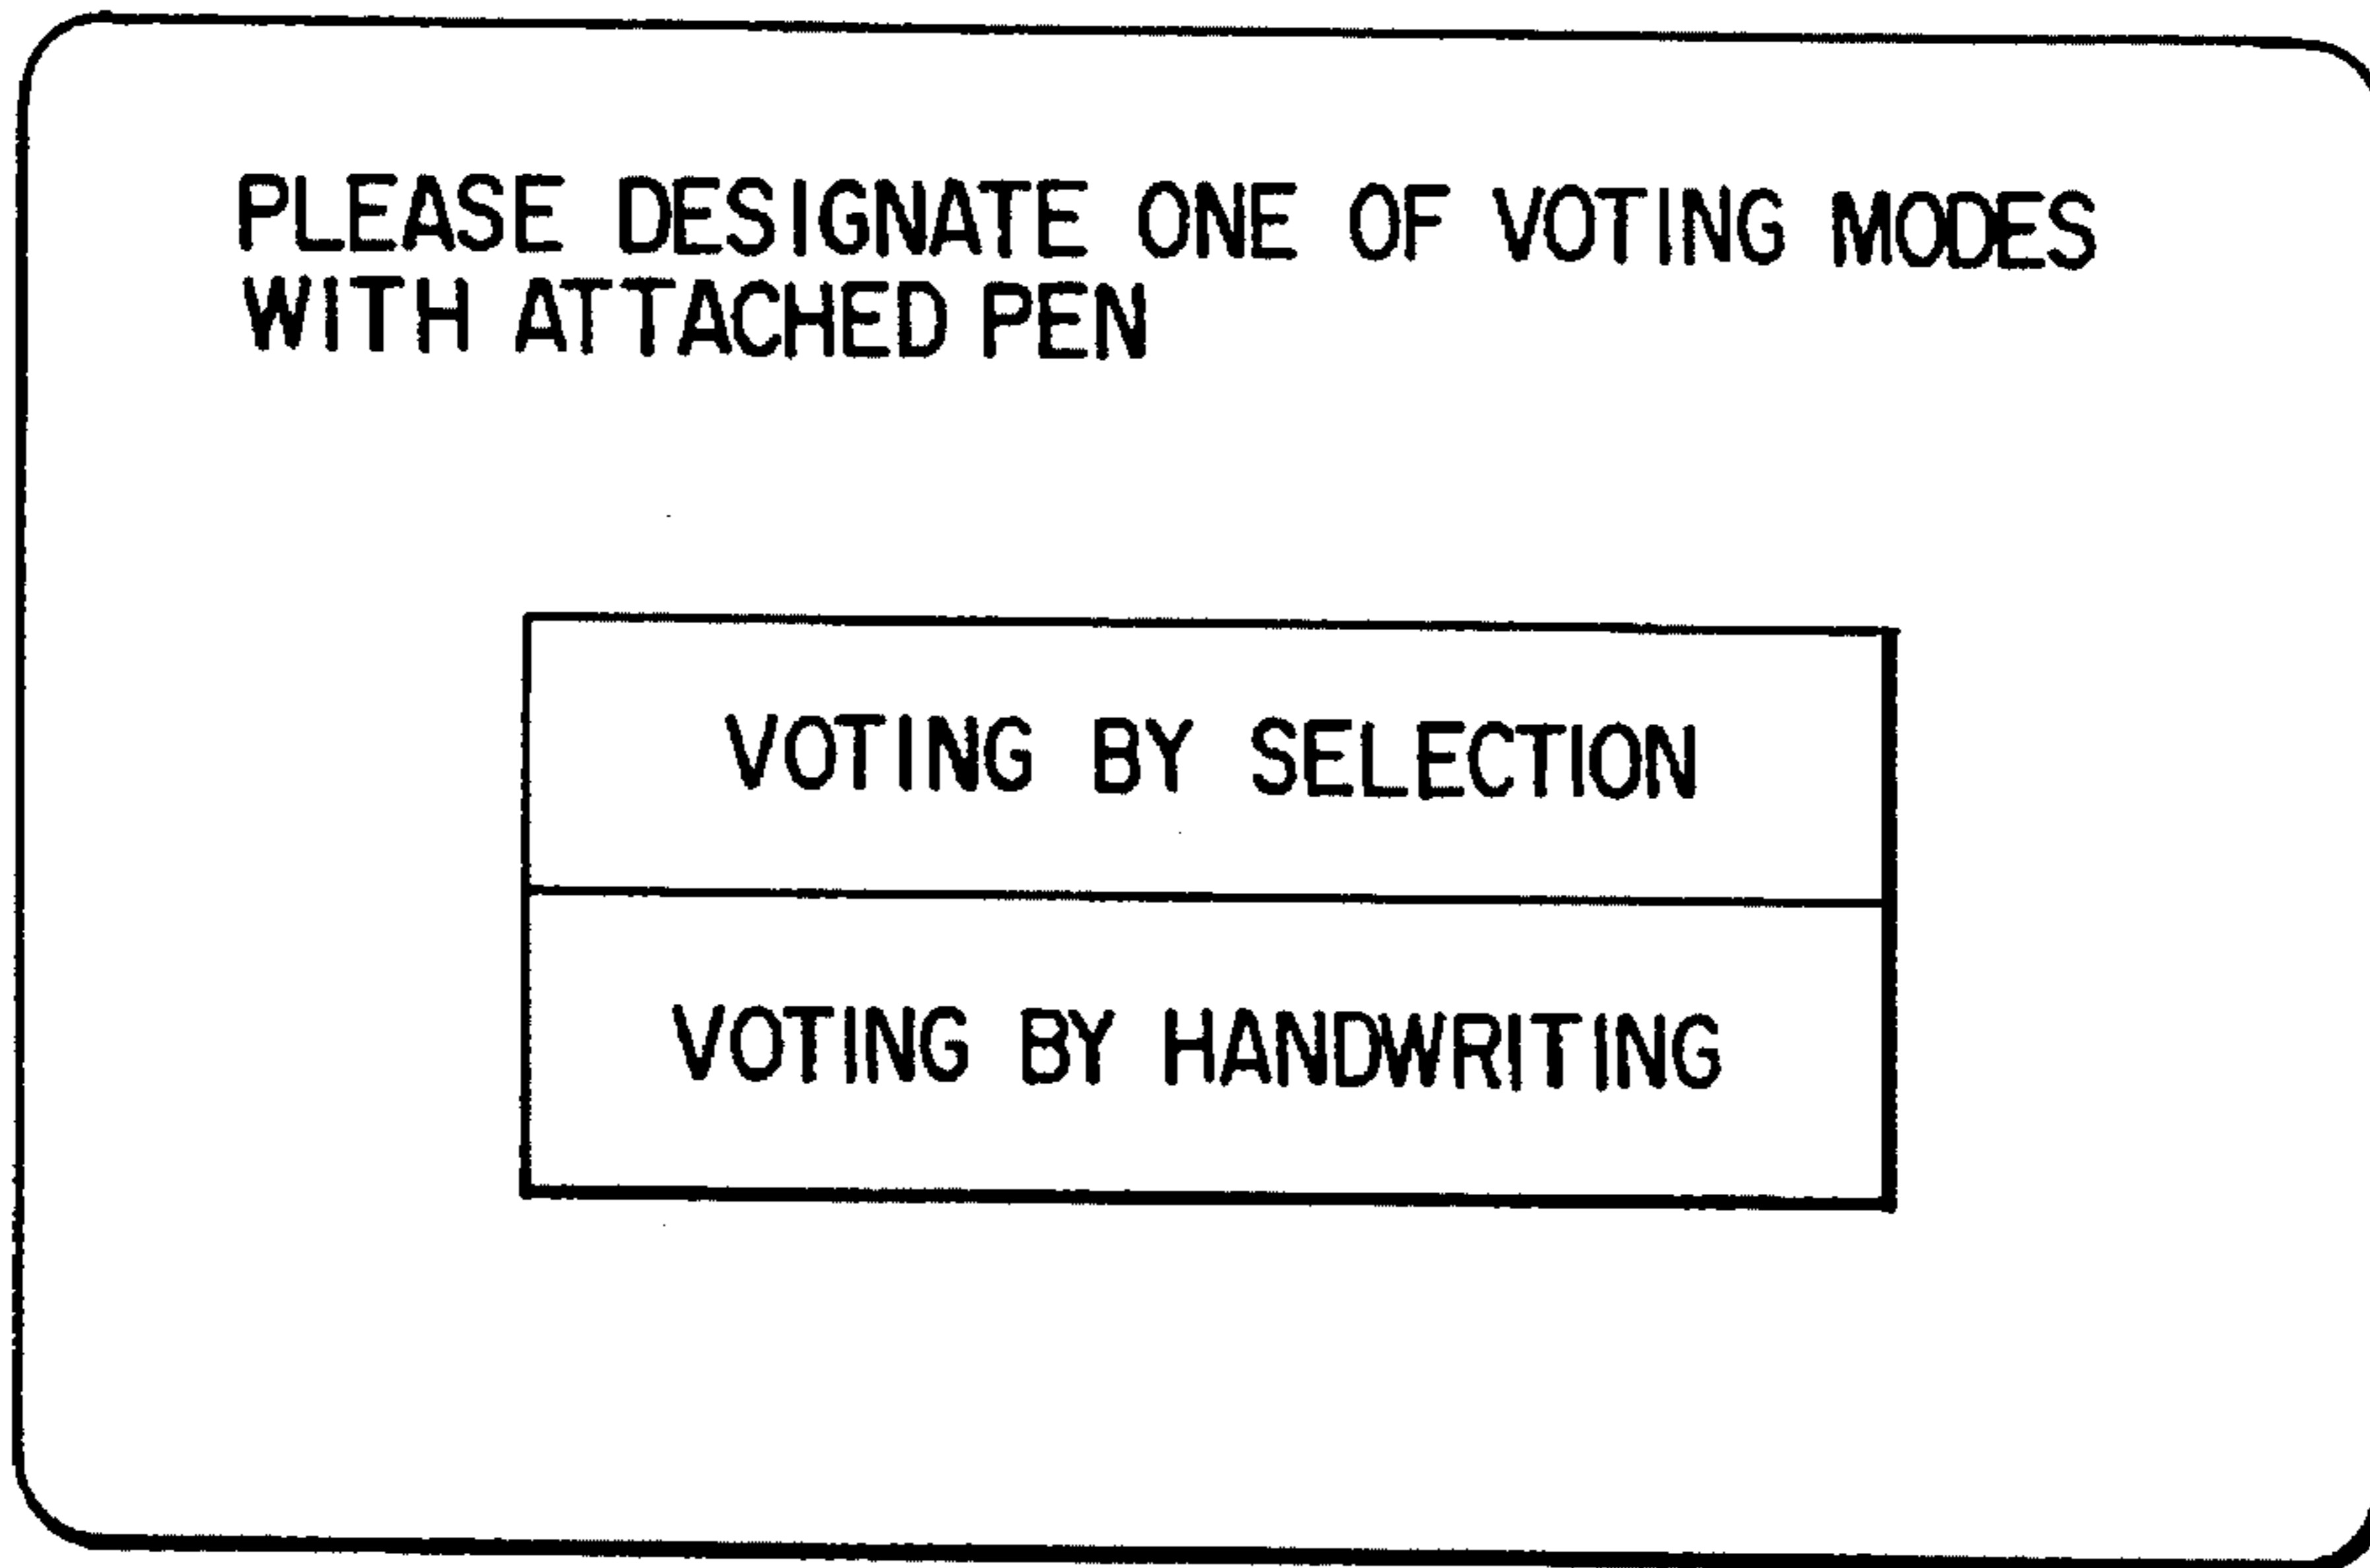 PLEASE DESIGNATE ONE OF VOTING MODES
WITH ATTACHED PEN
VOTING BY SELECTION
VOTING BY HANDWRITING